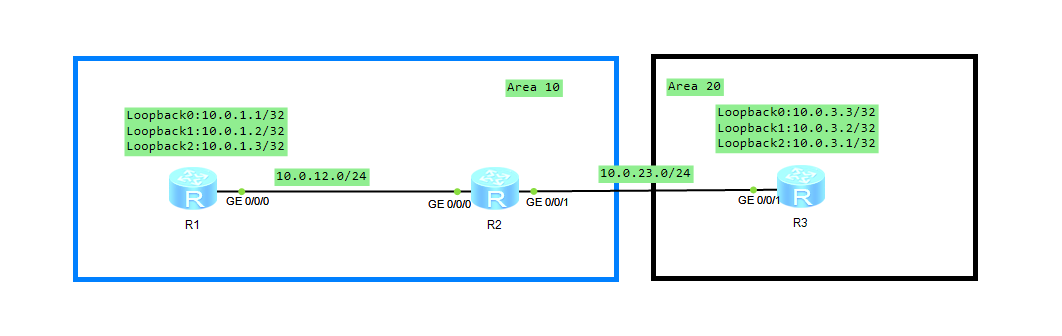 Area 10
Area 20
Loopback0:10.0.1.1/32
Loopback1:10.0.1.2/32
Loopback2:10.0.1.3/32
Loopback0:10.0.3.3/32
Loopback1:10.0.3.2/32
Loopback2:10.0.3.1/32
10.0.12.0/24
10.0.23.0/24
R
R
R
GE 0/0/0
GE 0/0/0
GE 0/0/1
GE 0/0/1
R1
R2
R3